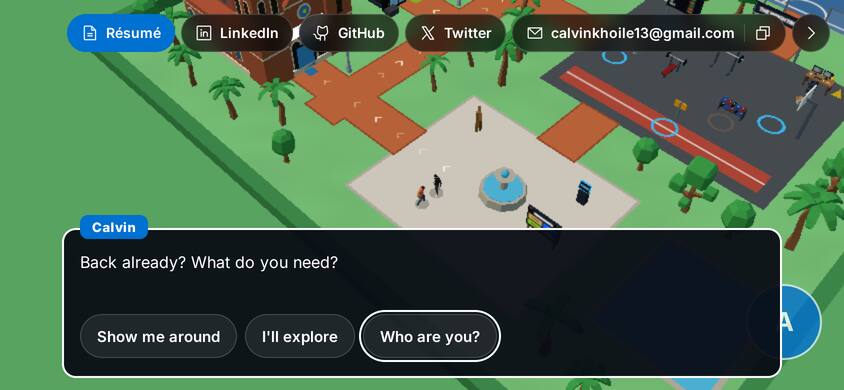 Résumé
LinkedIn
GitHub
Twitter
calvinkhoile13@gmail.com
Calvin
Back already? What do you need?
Show me around
I'll explore
Who are you?
A